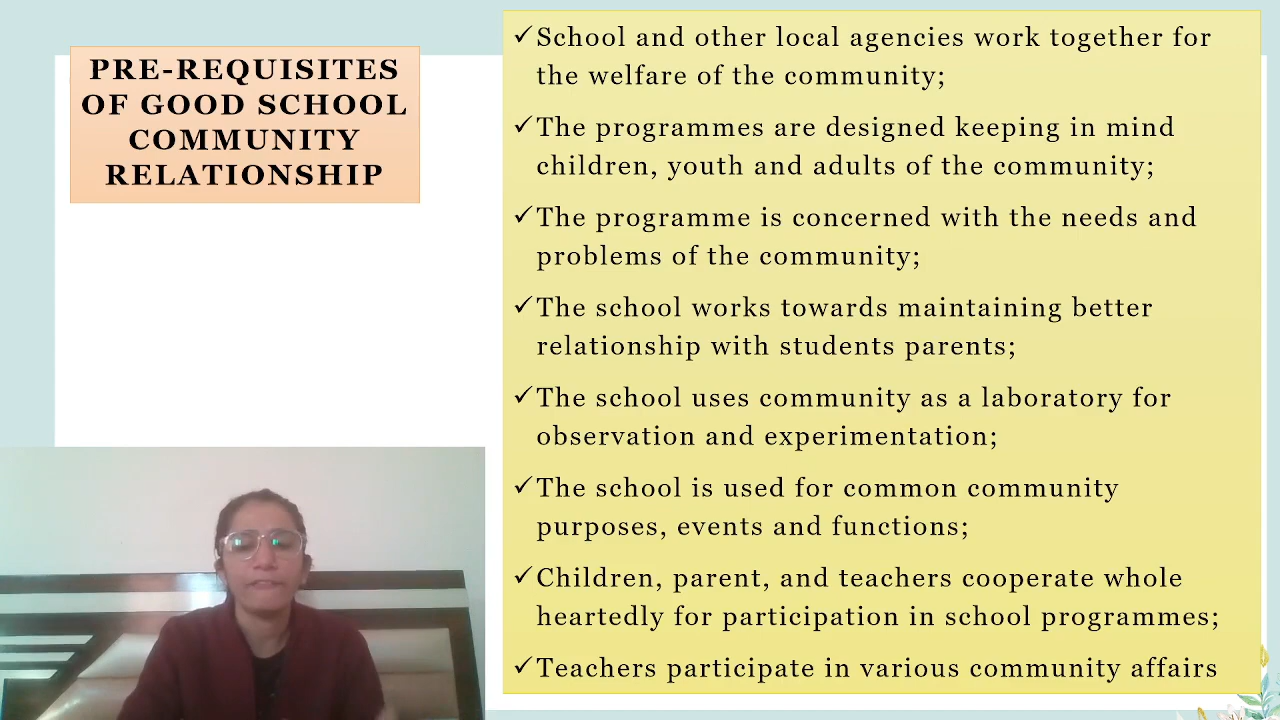 PRE-REQUISITES
OF GOOD SCHOOL
COMMUNITY
RELATIONSHIP
✓School and other local agencies work together for
the welfare of the community;
✓The programmes are designed keeping in mind
children, youth and adults of the community;
✓The programme is concerned with the needs and
problems of the community;
✓The school works towards maintaining better
relationship with students parents;
✓The school uses community as a laboratory for
observation and experimentation;
✓The school is used for common community
purposes, events and functions;
✓Children, parent, and teachers cooperate whole
heartedly for participation in school programmes;
✓Teachers participate in various community affairs